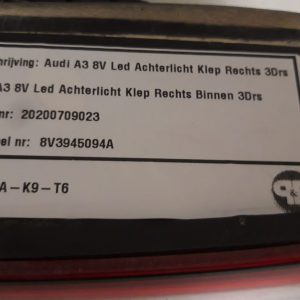 hrijving: Audi A3 8V Led Achterlicht Klep Rechts 3Drs
A3 8V Led Achterlicht Klep Rechts Binnen 3Drs
nr: 20200709023
el nr: 8V3945094A
A-K9-T6